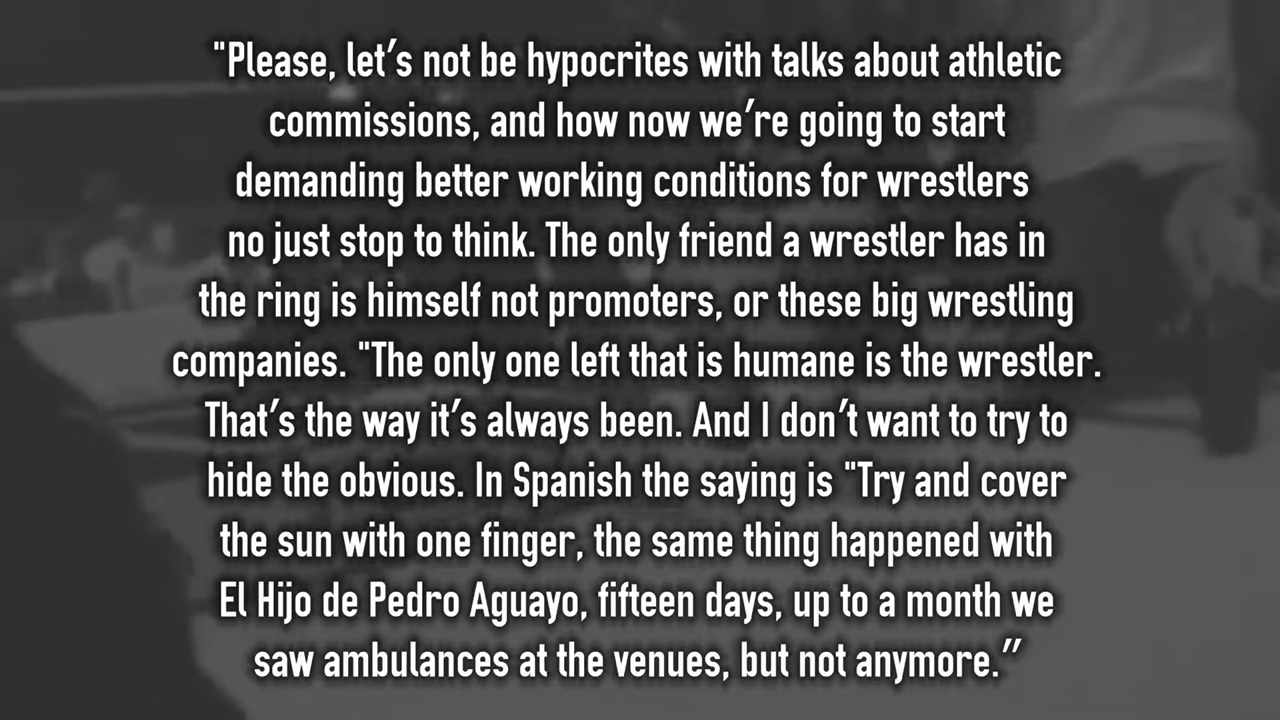 "Please, let's not be hypocrites with talks about athletic
commissions, and how now we're going to start
demanding better working conditions for wrestlers
no just stop to think. The only friend a wrestler has in
the ring is himself not promoters, or these big wrestling
companies. "The only one left that is humane is the wrestler.
That's the way it's always been. And I don't want to try to
hide the obvious. In Spanish the saying is "Try and cover
the sun with one finger, the same thing happened with
El Hijo de Pedro Aguayo, fifteen days, up to a month we
saw ambulances at the venues, but not anymore.”